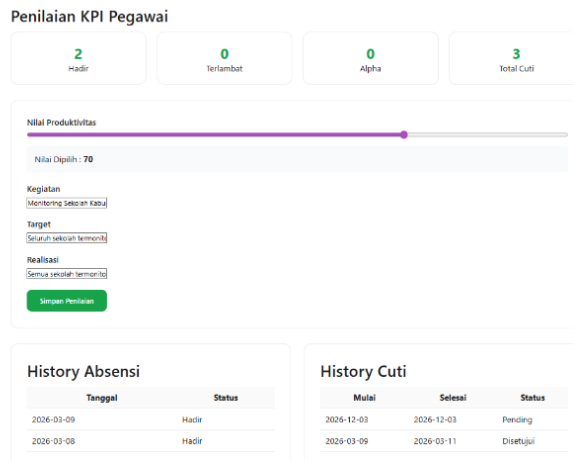 Penilaian KPI Pegawai
2 0 0 3
Hadir Terlambat Alpha Total Cuti
Nilai Produktivitas
Nilai Dipilih : 70
Kegiatan
Monitoring Sekolah Kabu
Target
Seluruh sekolah termonito
Realisasi
Semua sekolah termonito
Simpan Penilaian
History Absensi
Tanggal Status
2026-03-09 Hadir
2026-03-08 Hadir
History Cuti
Mulai Selesai Status
2026-12-03 2026-12-03 Pending
2026-03-09 2026-03-11 Disetujui